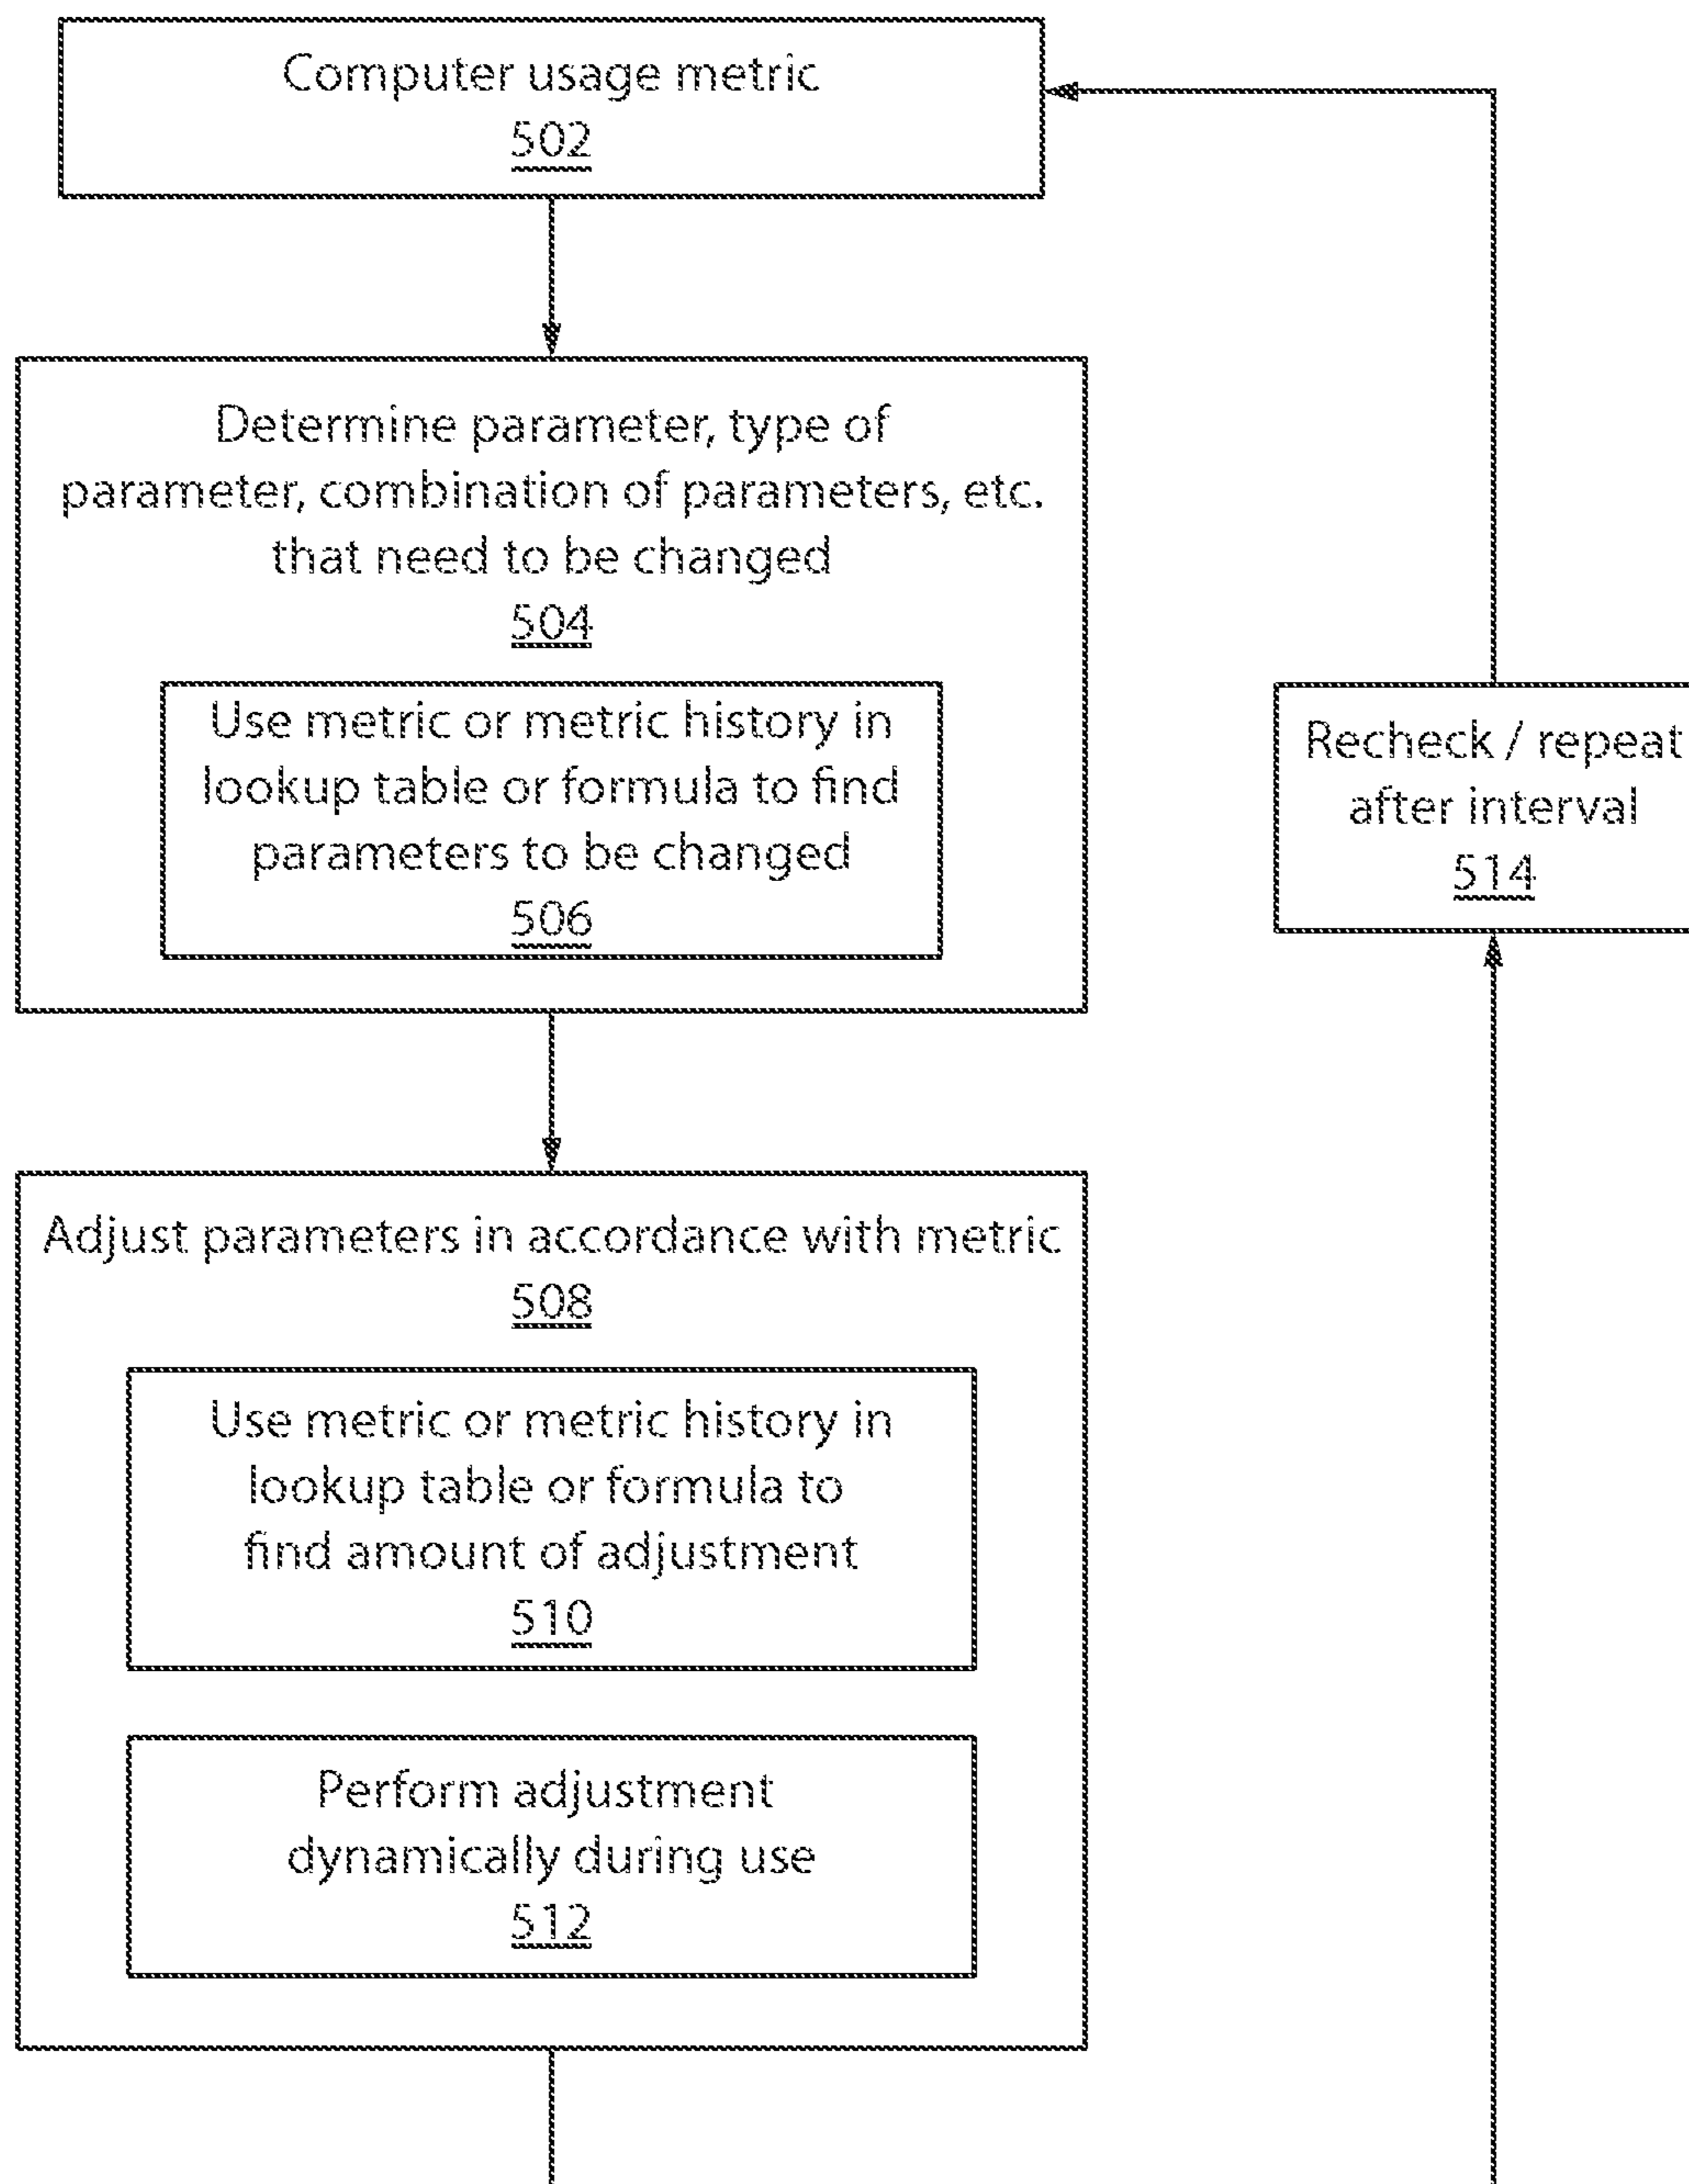 Computer usage metric
502
Determine parameter, type of
parameter, combination of parameters, etc.
that need to be changed
504
Use metric or metric history in
lookup table or formula to find
parameters to be changed
506
Recheck / repeat
after interval
514
Adjust parameters in accordance with metric
508
Use metric or metric history in
lookup table or formula to
find amount of adjustment
510
Perform adjustment
dynamically during use
512